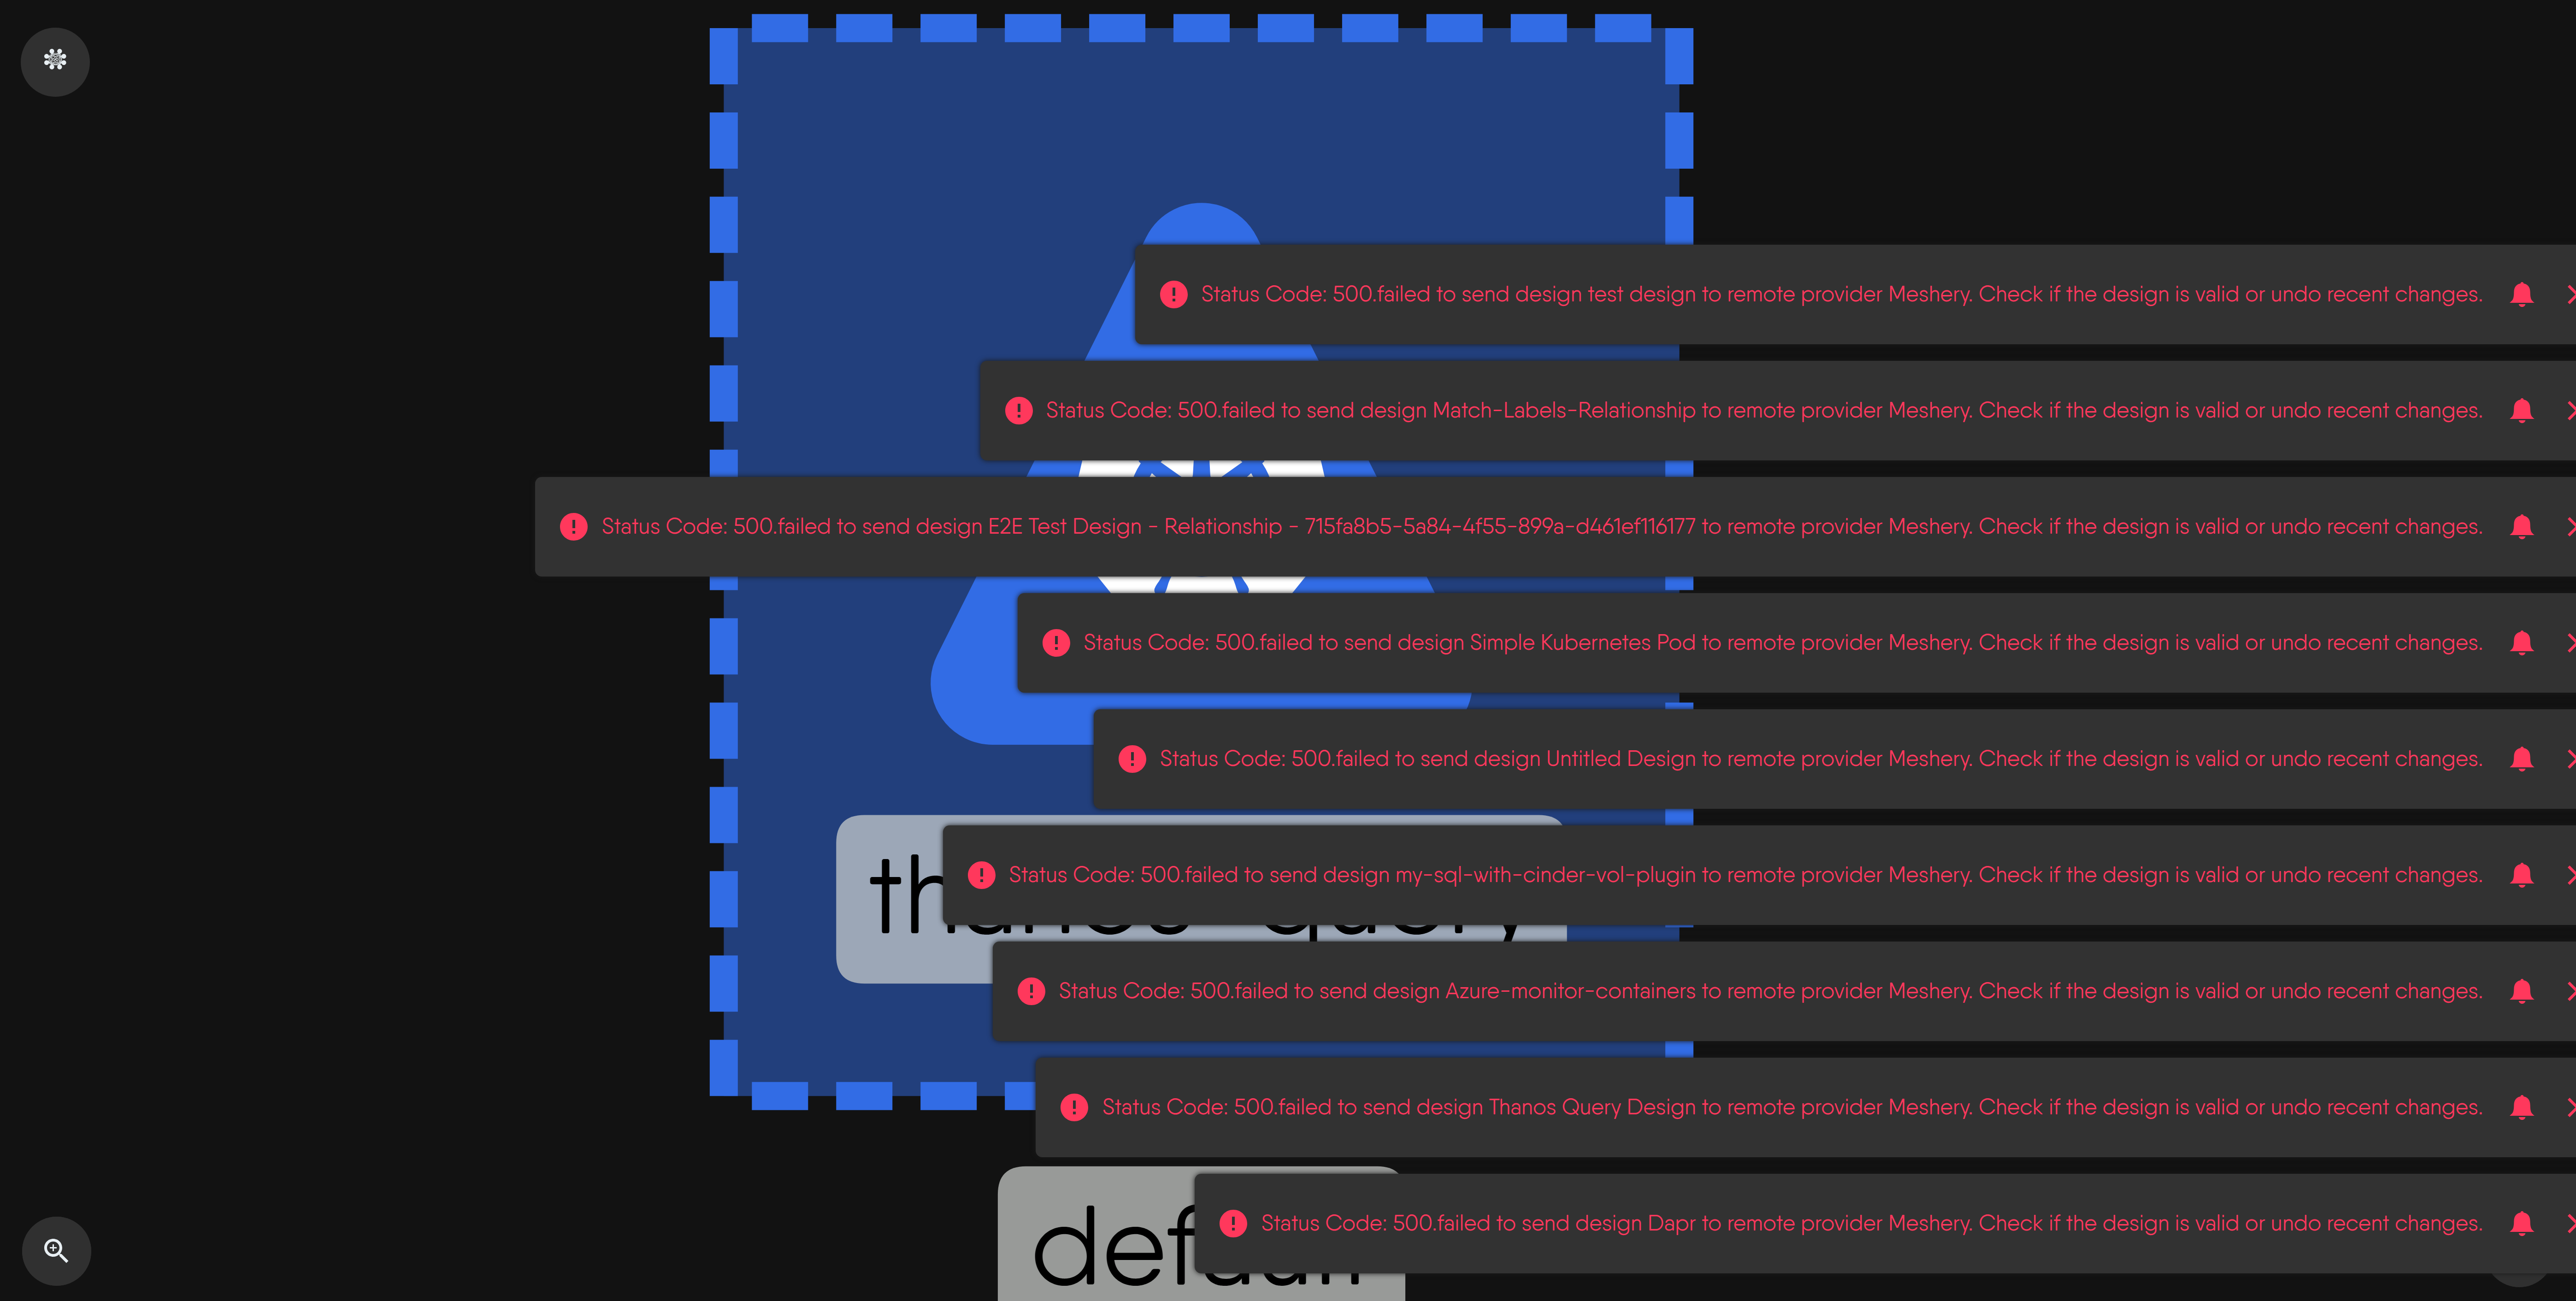 Status Code: 500.failed to send design test design to remote provider Meshery. Check if the design is valid or undo recent changes.
Status Code: 500.failed to send design Match-Labels-Relationship to remote provider Meshery. Check if the design is valid or undo recent changes.
Status Code: 500.failed to send design E2E Test Design - Relationship - 715fa8b5-5a84-4f55-899a-d461ef116177 to remote provider Meshery. Check if the design is valid or undo recent changes.
Status Code: 500.failed to send design Simple Kubernetes Pod to remote provider Meshery. Check if the design is valid or undo recent changes.
Status Code: 500.failed to send design Untitled Design to remote provider Meshery. Check if the design is valid or undo recent changes.
Status Code: 500.failed to send design my-sql-with-cinder-vol-plugin to remote provider Meshery. Check if the design is valid or undo recent changes.
Status Code: 500.failed to send design Azure-monitor-containers to remote provider Meshery. Check if the design is valid or undo recent changes.
Status Code: 500.failed to send design Thanos Query Design to remote provider Meshery. Check if the design is valid or undo recent changes.
Status Code: 500.failed to send design Dapr to remote provider Meshery. Check if the design is valid or undo recent changes.